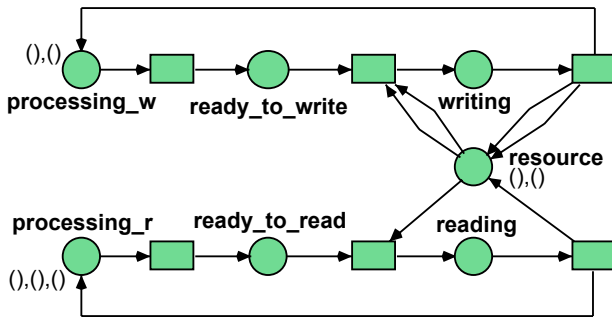 (),()
processing_w
ready_to_write
writing
resource
(),()
processing_r
ready_to_read
reading
(),(),()